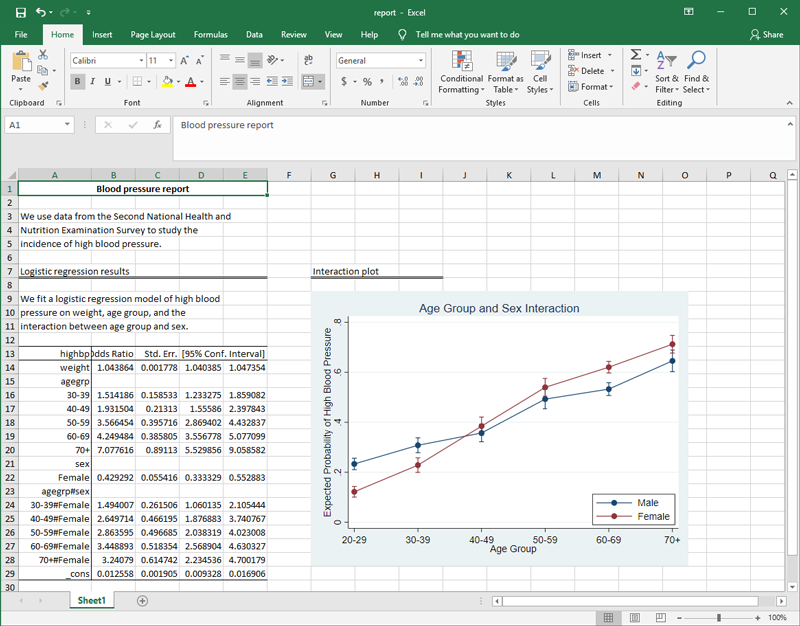 report - Excel
File Home Insert Page Layout Formulas Data Review View Help Tell me what you want to do Share
Paste
Clipboard
Calibri 11
B I U
Font
ab
Alignment
General
$ % ,
Number
Conditional Formatting
Format as Table
Cell Styles
Styles
Insert
Delete
Format
Cells
Sort & Filter
Find & Select
Editing
A1 fx Blood pressure report
A B C D E F G H I J K L M N O P Q
1 Blood pressure report
2
3 We use data from the Second National Health and
4 Nutrition Examination Survey to study the
5 incidence of high blood pressure.
6
7 Logistic regression results Interaction plot
8
9 We fit a logistic regression model of high blood
10 pressure on weight, age group, and the
11 interaction between age group and sex.
12
13 highbp Odds Ratio Std. Err. [95% Conf. Interval]
14 weight 1.043864 0.001778 1.040385 1.047354
15 agegrp
16 30-39 1.514186 0.158533 1.233275 1.859082
17 40-49 1.931504 0.21313 1.55586 2.397843
18 50-59 3.566454 0.395716 2.869402 4.432837
19 60-69 4.249484 0.385805 3.556778 5.077099
20 70+ 7.077616 0.89113 5.529856 9.058582
21 sex
22 Female 0.429292 0.055416 0.333329 0.552883
23 agegrp#sex
24 30-39#Female 1.494007 0.261506 1.060135 2.105444
25 40-49#Female 2.649714 0.466195 1.876883 3.740767
26 50-59#Female 2.863595 0.496685 2.038319 4.023008
27 60-69#Female 3.448893 0.518354 2.568904 4.630327
28 70+#Female 3.24079 0.614742 2.234536 4.700179
29 _cons 0.012558 0.001905 0.009328 0.016906
30
Age Group and Sex Interaction
Expected Probability of High Blood Pressure
.8
.6
.4
.2
0
Male
Female
20-29 30-39 40-49 50-59 60-69 70+
Age Group
Sheet1
100%